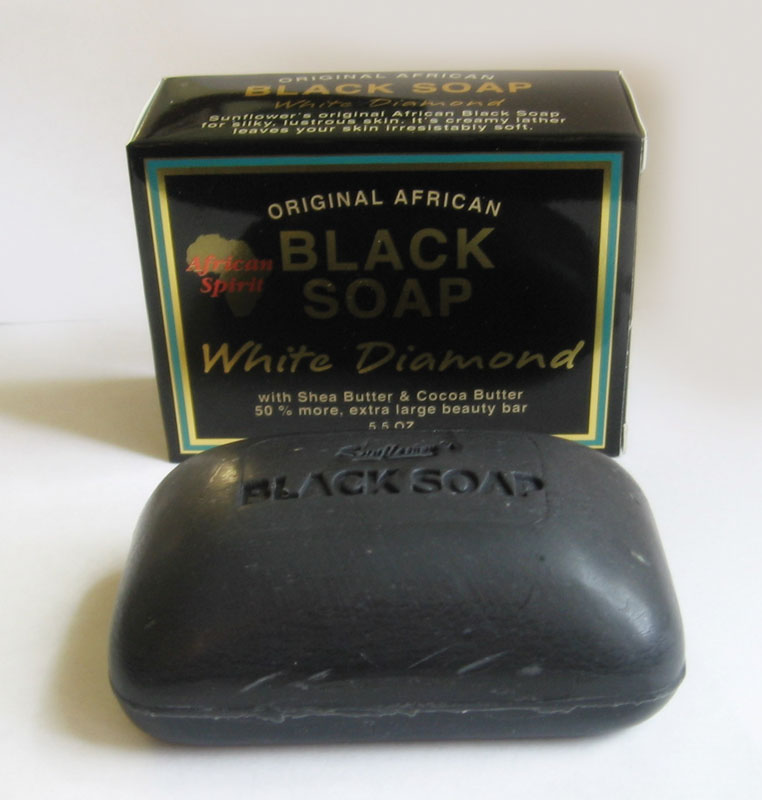 ORIGINAL AFRICAN
BLACK SOAP
White Diamond
Sunflower's original African Black Soap
for silky, lustrous skin. It's creamy lather
leaves your skin irresistably soft.
ORIGINAL AFRICAN
BLACK
SOAP
African
Spirit
White Diamond
with Shea Butter & Cocoa Butter
50 % more, extra large beauty bar
5.5 OZ
Sunflower's
BLACK SOAP